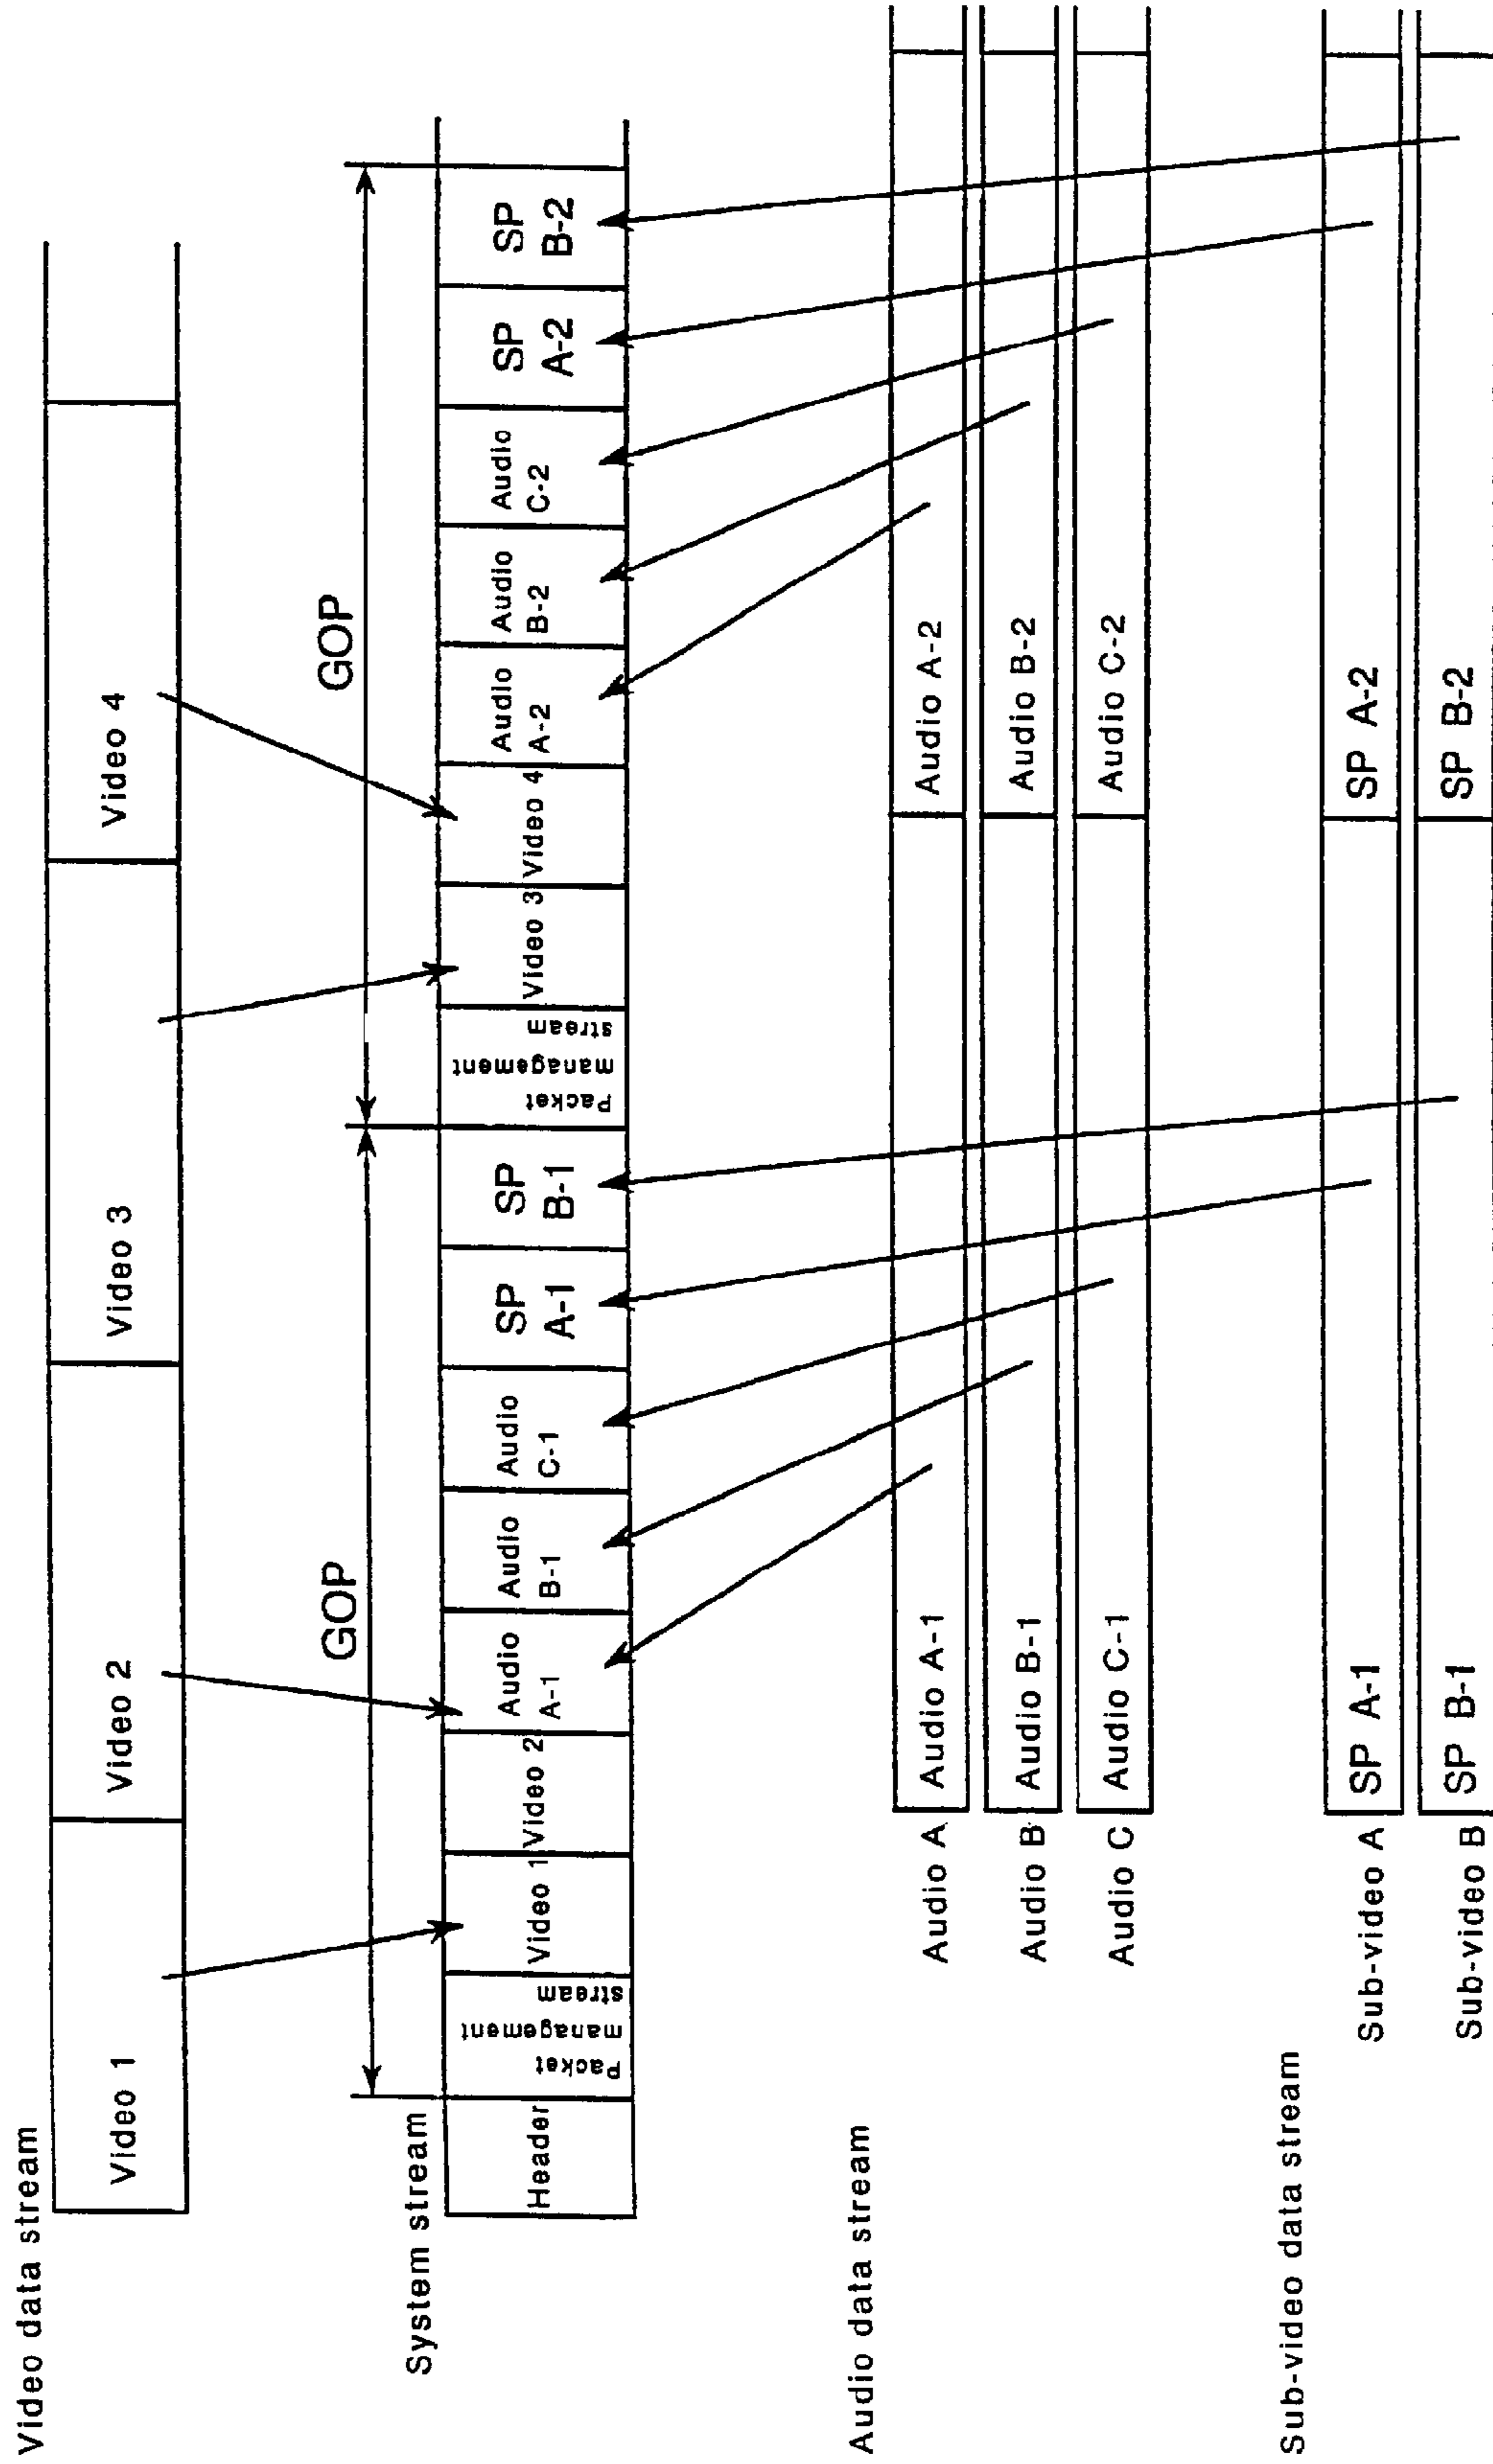 Video data stream
Video 1
Video 2
Video 3
Video 4
GOP
GOP
System stream
Header
Packet
management
stream
Video 1
Video 2
Audio
A-1
Audio
B-1
Audio
C-1
SP
A-1
SP
B-1
Packet
management
stream
Video 3
Video 4
Audio
A-2
Audio
B-2
Audio
C-2
SP
A-2
SP
B-2
Audio data stream
Audio A
Audio A-1
Audio A-2
Audio B
Audio B-1
Audio B-2
Audio C
Audio C-1
Audio C-2
Sub-video data stream
Sub-video A
SP A-1
SP A-2
Sub-video B
SP B-1
SP B-2